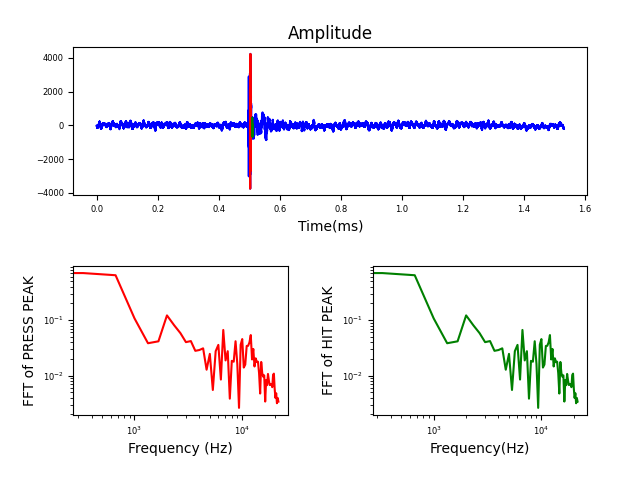 Amplitude
4000
2000
0
−2000
−4000
0.0 0.2 0.4 0.6 0.8 1.0 1.2 1.4 1.6
Time(ms)
FFT of PRESS PEAK
10⁻¹
10⁻²
10³ 10⁴
Frequency (Hz)
FFT of HIT PEAK
10⁻¹
10⁻²
10³ 10⁴
Frequency(Hz)